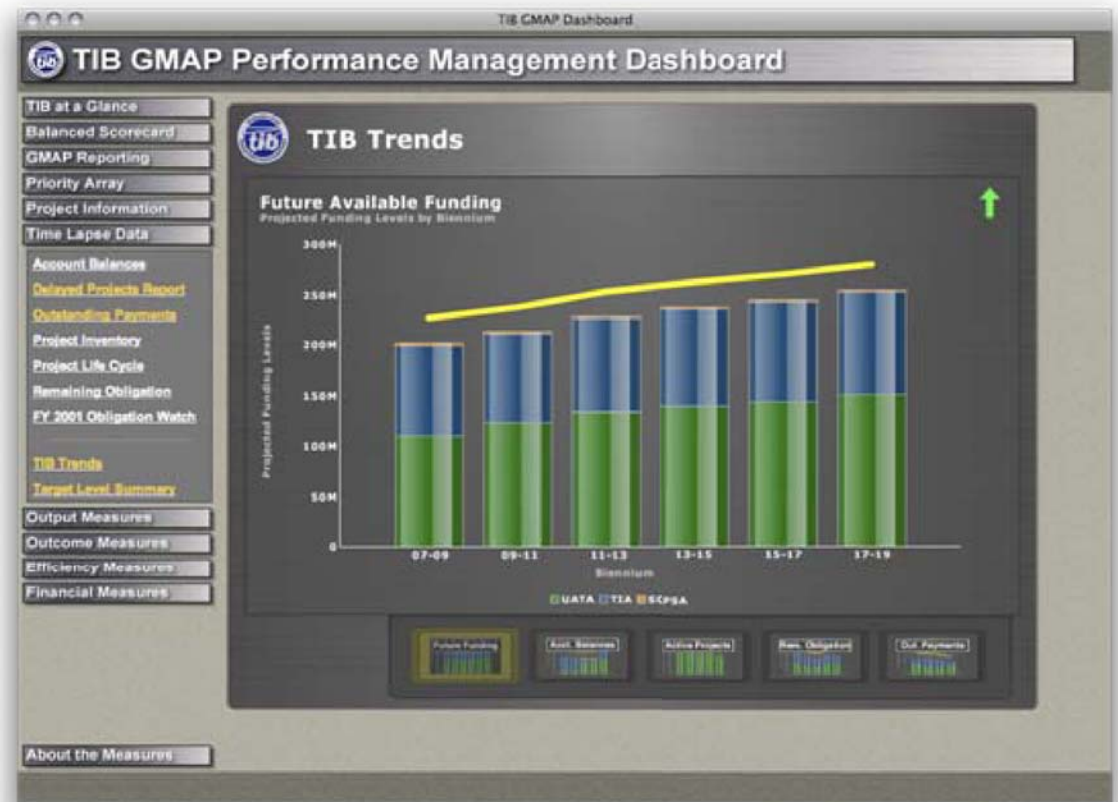 TIB GMAP Dashboard
tib
TIB GMAP Performance Management Dashboard
TIB at a Glance
Balanced Scorecard
GMAP Reporting
Priority Array
Project Information
Time Lapse Data
Account Balances
Delayed Projects Report
Outstanding Payments
Project Inventory
Project Life Cycle
Remaining Obligation
FY 2001 Obligation Watch
TIB Trends
Target Level Summary
Output Measures
Outcome Measures
Efficiency Measures
Financial Measures
About the Measures
tib
TIB Trends
Future Available Funding
Projected Funding Levels by Biennium
Projected Funding Levels
300M
250M
200M
150M
100M
50M
0
07-09 09-11 11-13 13-15 15-17 17-19
Biennium
UATA TIA SCPSA
Future Funding
Acct. Balances
Active Projects
Rem. Obligation
Out. Payments